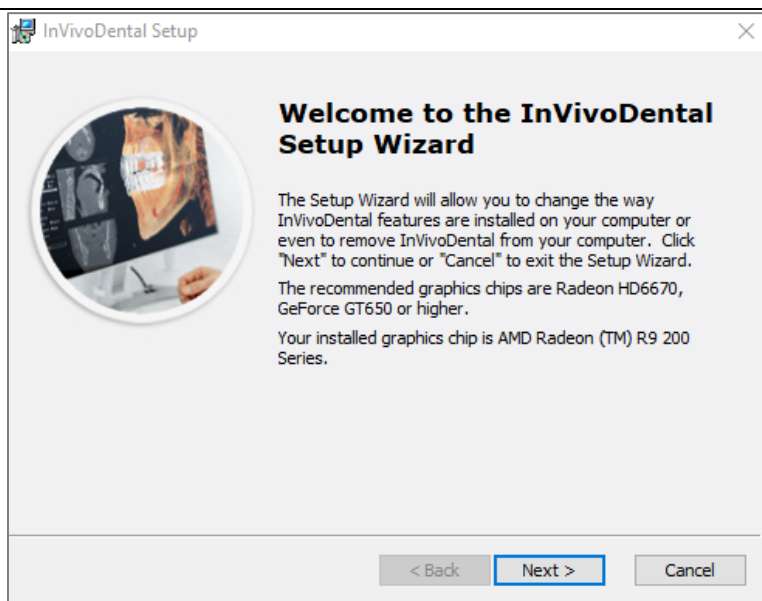 InVivoDental Setup
Welcome to the InVivoDental
Setup Wizard
The Setup Wizard will allow you to change the way
InVivoDental features are installed on your computer or
even to remove InVivoDental from your computer.  Click
"Next" to continue or "Cancel" to exit the Setup Wizard.
The recommended graphics chips are Radeon HD6670,
GeForce GT650 or higher.
Your installed graphics chip is AMD Radeon (TM) R9 200
Series.
< Back
Next >
Cancel